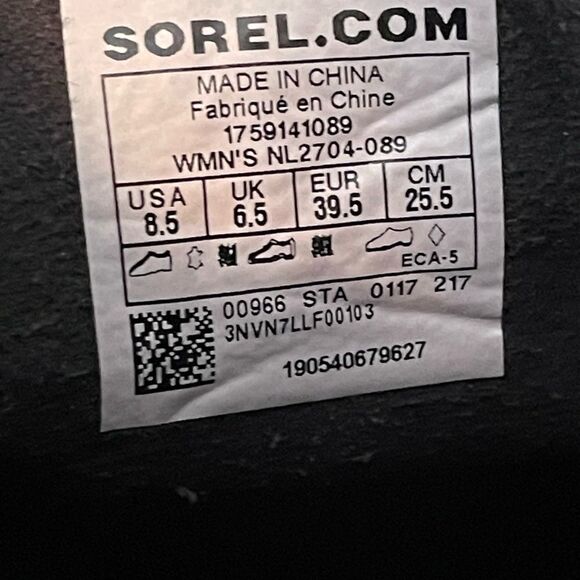 SOREL.COM
MADE IN CHINA
Fabriqué en Chine
1759141089
WMN'S NL2704-089
USA UK EUR CM
8.5 6.5 39.5 25.5
ECA-5
00966 STA 0117 217
3NVN7LLF00103
190540679627